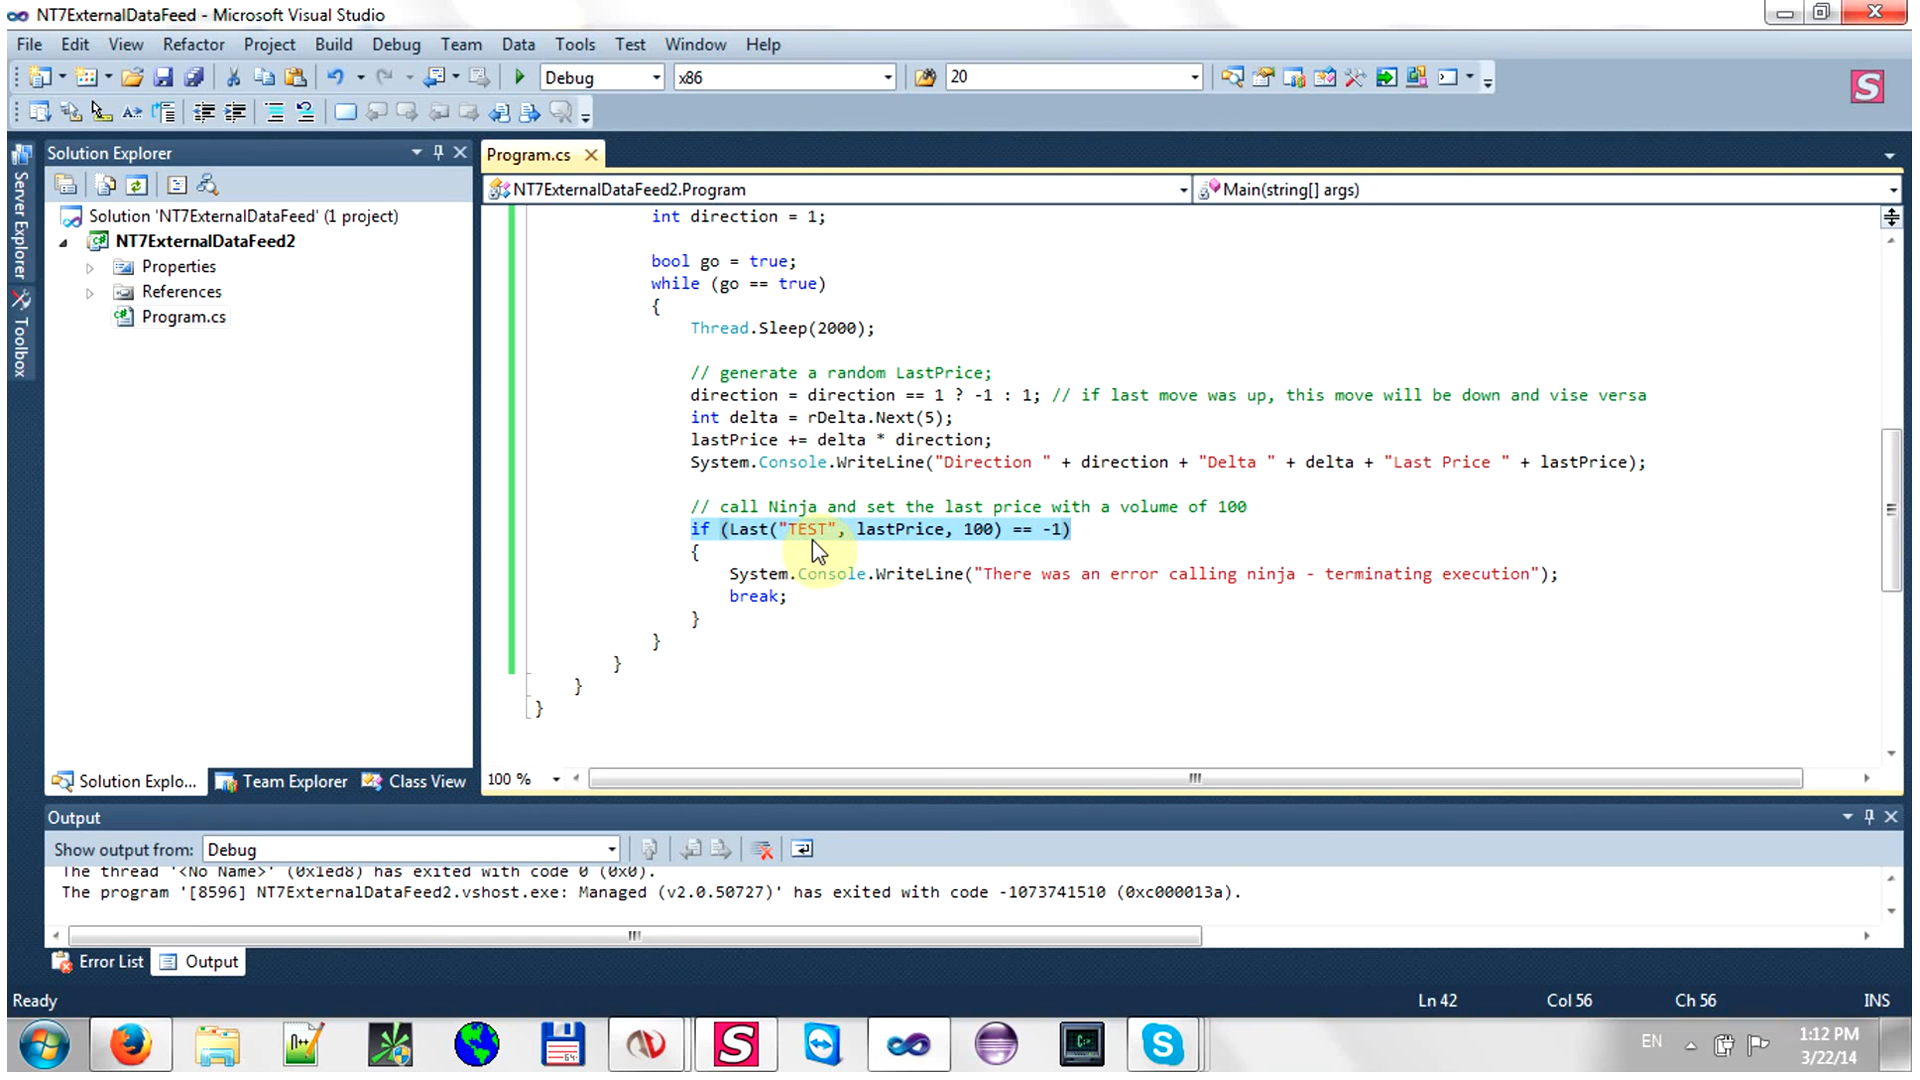 NT7ExternalDataFeed - Microsoft Visual Studio
File Edit View Refactor Project Build Debug Team Data Tools Test Window Help
Debug x86 20
Server Explorer
Toolbox
Solution Explorer
Solution 'NT7ExternalDataFeed' (1 project)
NT7ExternalDataFeed2
Properties
References
Program.cs
Solution Explo... Team Explorer Class View
Program.cs
NT7ExternalDataFeed2.Program Main(string[] args)
int direction = 1;
bool go = true;
while (go == true)
{
Thread.Sleep(2000);
// generate a random LastPrice;
direction = direction == 1 ? -1 : 1; // if last move was up, this move will be down and vise versa
int delta = rDelta.Next(5);
lastPrice += delta * direction;
System.Console.WriteLine("Direction " + direction + "Delta " + delta + "Last Price " + lastPrice);
// call Ninja and set the last price with a volume of 100
if (Last("TEST", lastPrice, 100) == -1)
{
System.Console.WriteLine("There was an error calling ninja - terminating execution");
break;
}
}
}
}
}
100 %
Output
Show output from: Debug
The thread '<No Name>' (0x1ed8) has exited with code 0 (0x0).
The program '[8596] NT7ExternalDataFeed2.vshost.exe: Managed (v2.0.50727)' has exited with code -1073741510 (0xc000013a).
Error List Output
Ready Ln 42 Col 56 Ch 56 INS
EN 1:12 PM
3/22/14